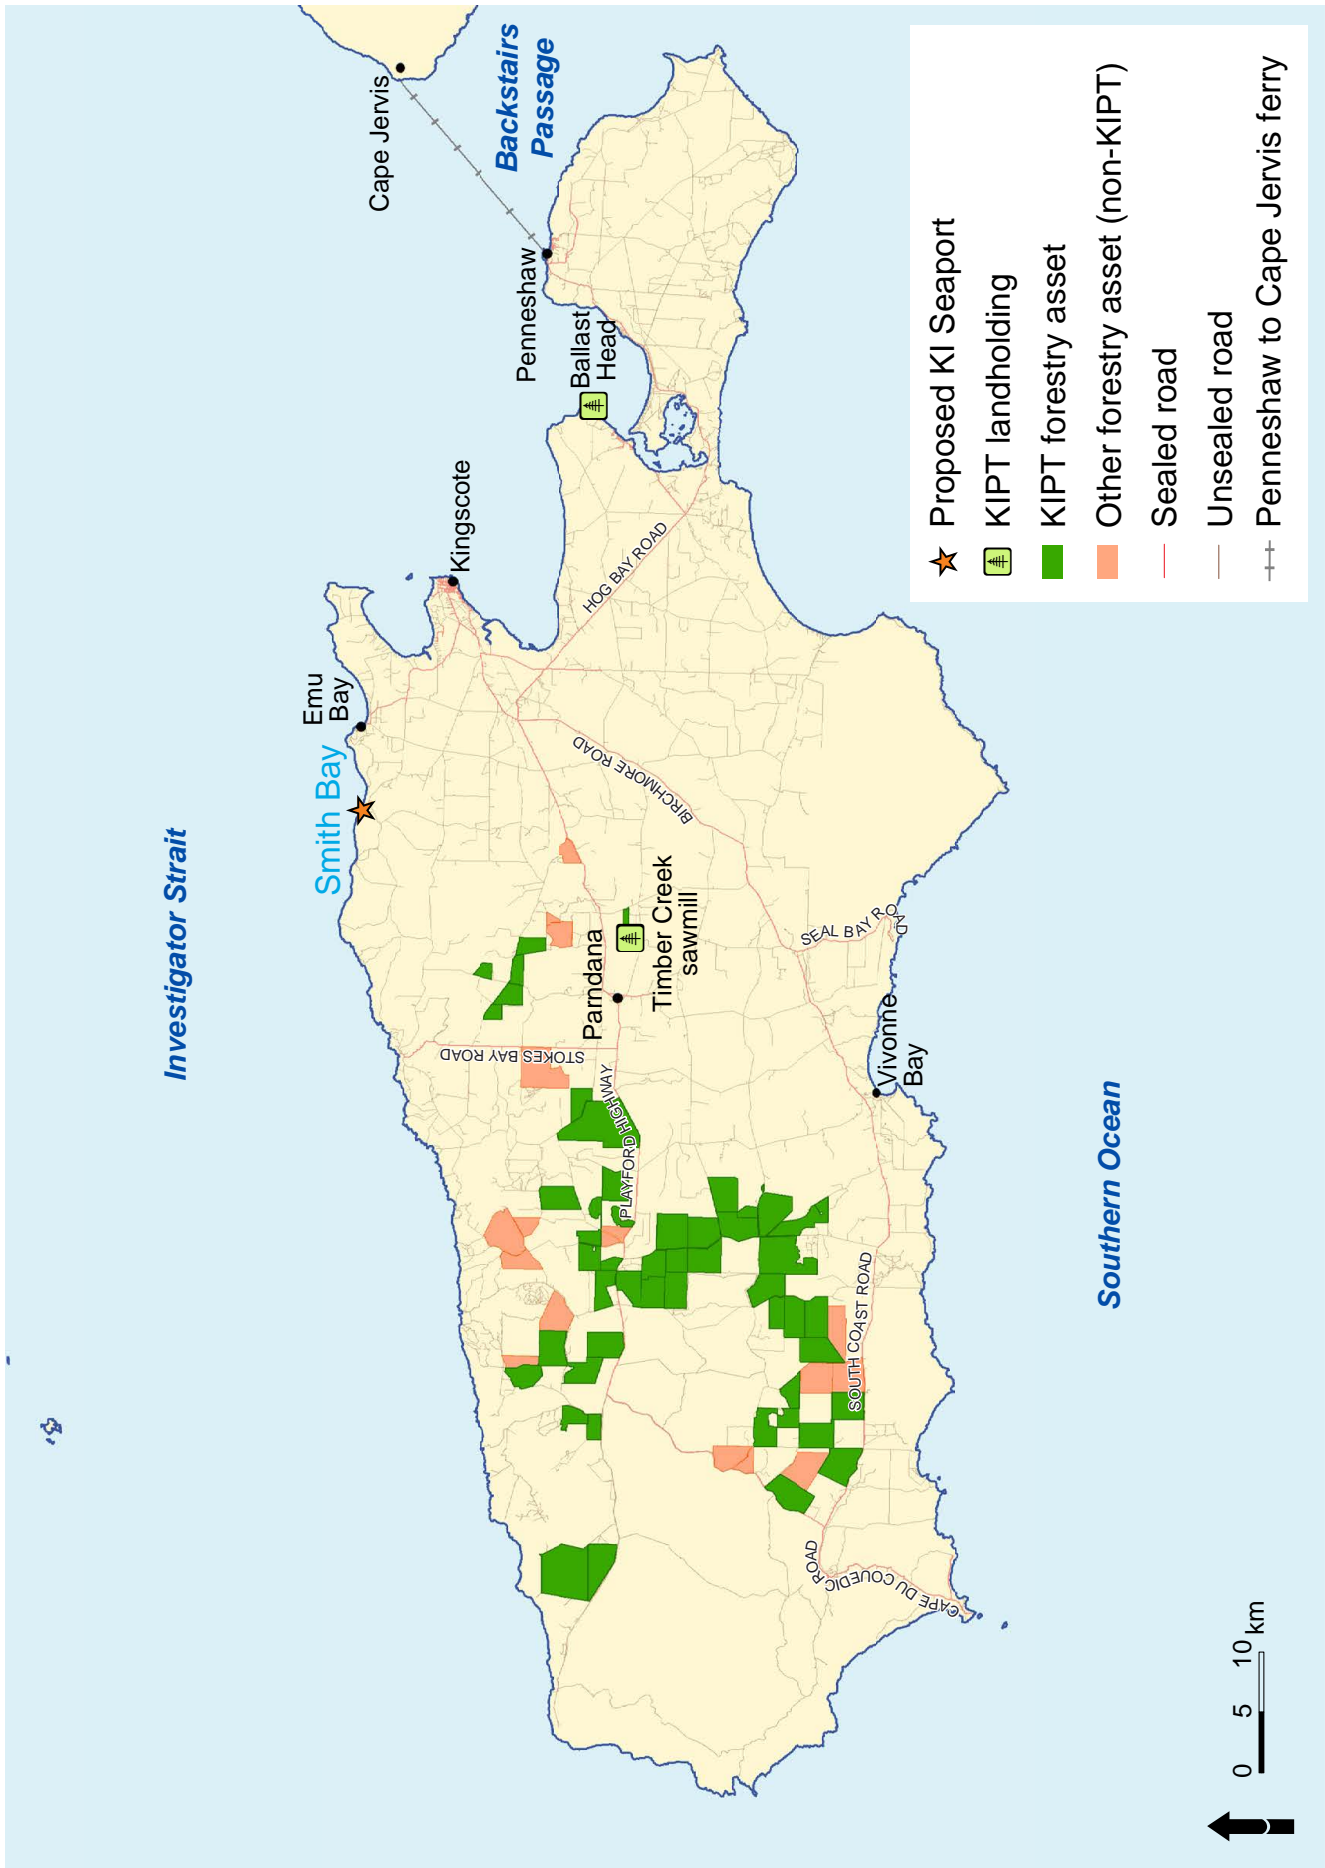 Investigator Strait
Backstairs
Passage
Cape Jervis
Penneshaw
Ballast
Head
Kingscote
Emu
Bay
Smith Bay
HOG BAY ROAD
BIRCHMORE ROAD
Parndana
Timber Creek
sawmill
SEAL BAY ROAD
STOKES BAY ROAD
PLAYFORD HIGHWAY
Vivonne
Bay
SOUTH COAST ROAD
CAPE DU COUEDIC ROAD
Southern Ocean
Proposed KI Seaport
KIPT landholding
KIPT forestry asset
Other forestry asset (non-KIPT)
Sealed road
Unsealed road
Penneshaw to Cape Jervis ferry
0 5 10 km